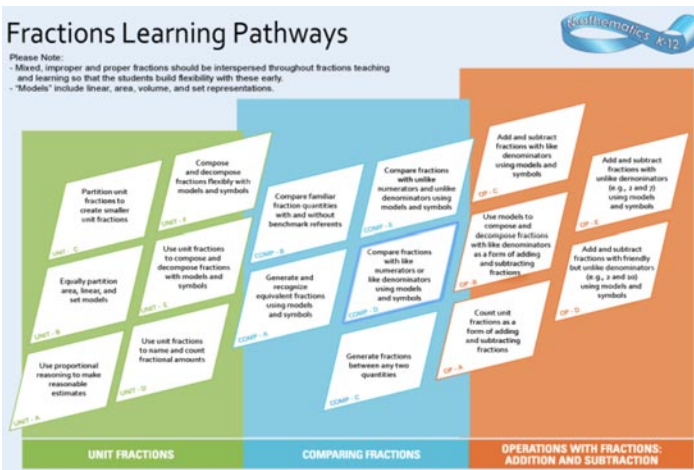 Fractions Learning Pathways
Mathematics K-12
Please Note:
- Mixed, improper and proper fractions should be interspersed throughout fractions teaching
and learning so that the students build flexibility with these early.
- "Models" include linear, area, volume, and set representations.
Partition unit
fractions to
create smaller
unit fractions
UNIT - C
Compose
and decompose
fractions flexibly with
models and symbols
UNIT - F
Equally partition
area, linear, and
set models
UNIT - B
Use unit fractions
to compose and
decompose fractions
with models and
symbols
UNIT - E
Use proportional
reasoning to make
reasonable
estimates
UNIT - A
Use unit fractions
to name and count
fractional amounts
UNIT - D
Compare familiar
fraction quantities
with and without
benchmark referents
COMP - B
Compare fractions
with unlike
numerators and unlike
denominators using
models and symbols
COMP - E
Generate and
recognize
equivalent fractions
using models
and symbols
COMP - A
Compare fractions
with like
numerators or
like denominators
using models
and symbols
COMP - D
Generate fractions
between any two
quantities
COMP - C
Add and subtract
fractions with like
denominators using
models and
symbols
OP - C
Add and subtract
fractions with
unlike demoninators
(e.g., 2 and 7)
using models
and symbols
OP - E
Use models to
compose and
decompose fractions
with like denominators
as a form of adding
and subtracting
fractions
OP - B
Add and subtract
fractions with friendly
but unlike denominators
(e.g., 2 and 10) using
models and
symbols
OP - D
Count unit
fractions as a
form of adding
and subtracting
fractions
OP - A
UNIT FRACTIONS
COMPARING FRACTIONS
OPERATIONS WITH FRACTIONS:
ADDITION AND SUBTRACTION